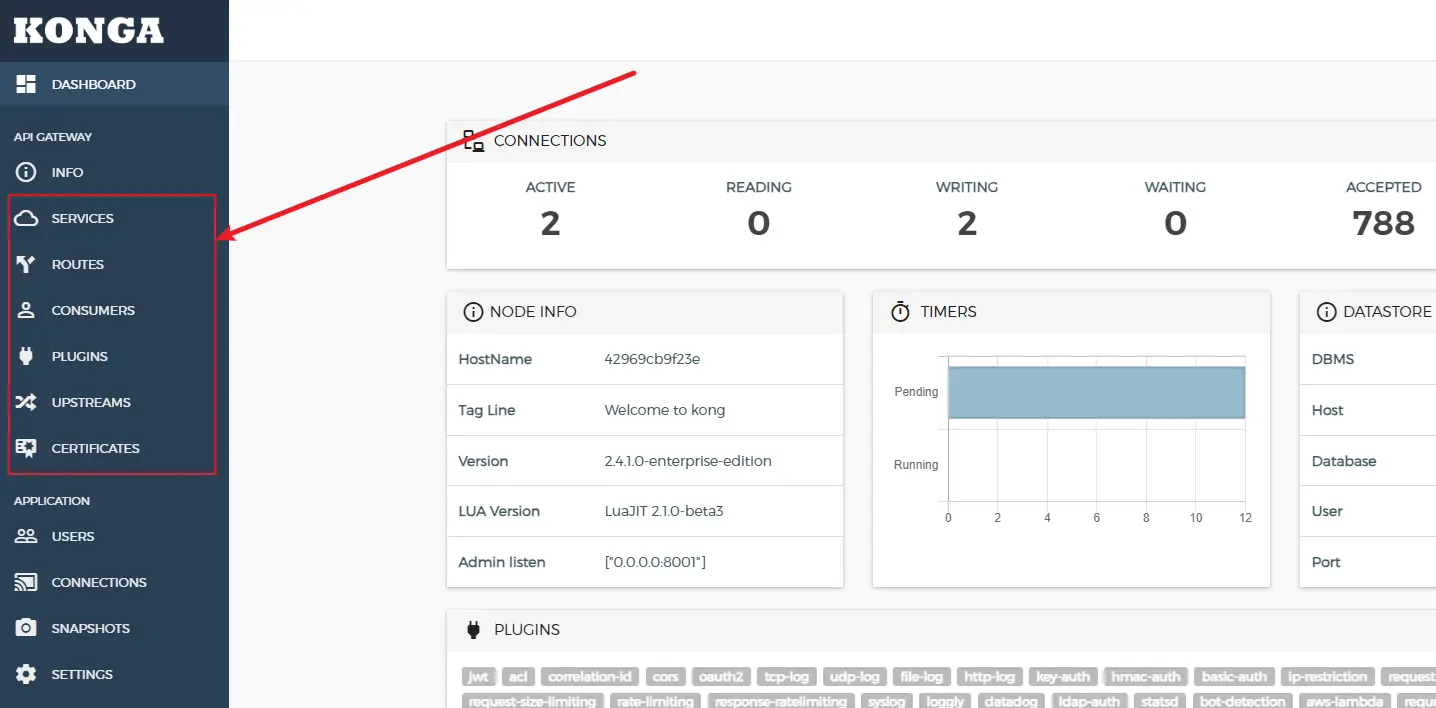 KONGA
DASHBOARD
API GATEWAY
INFO
SERVICES
ROUTES
CONSUMERS
PLUGINS
UPSTREAMS
CERTIFICATES
APPLICATION
USERS
CONNECTIONS
SNAPSHOTS
SETTINGS
CONNECTIONS
ACTIVE READING WRITING WAITING ACCEPTED
2 0 2 0 788
NODE INFO
HostName 42969cb9f23e
Tag Line Welcome to kong
Version 2.4.1.0-enterprise-edition
LUA Version LuaJIT 2.1.0-beta3
Admin listen ["0.0.0.0:8001"]
TIMERS
Pending
Running
0 2 4 6 8 10 12
DATASTORE
DBMS
Host
Database
User
Port
PLUGINS
jwt acl correlation-id cors oauth2 tcp-log udp-log file-log http-log key-auth hmac-auth basic-auth ip-restriction request
request-size-limiting rate-limiting response-ratelimiting syslog loggly datadog ldap-auth statsd bot-detection aws-lambda requ